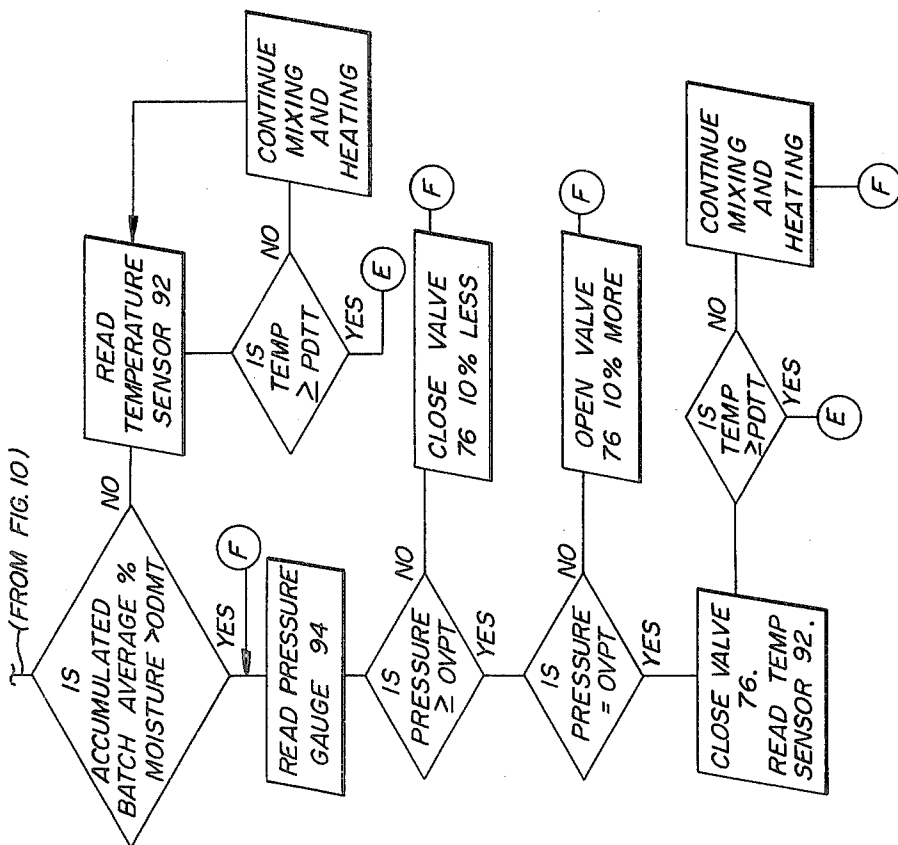 (FROM FIG. 10)
IS
ACCUMULATED
BATCH AVERAGE %
MOISTURE >ODMT
NO
YES
READ
TEMPERATURE
SENSOR 92
IS
TEMP
≥ PDTT
NO
YES
E
CONTINUE
MIXING
AND
HEATING
F
READ PRESSURE
GAUGE 94
IS
PRESSURE
≥ OVPT
NO
YES
CLOSE VALVE
76 10% LESS
F
IS
PRESSURE
= OVPT
NO
YES
OPEN VALVE
76 10% MORE
F
CLOSE VALVE
76.
READ TEMP
SENSOR 92.
IS
TEMP
≥PDTT
NO
YES
E
CONTINUE
MIXING
AND
HEATING
F